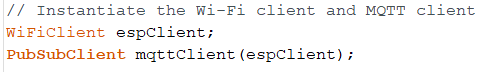 // Instantiate the Wi-Fi client and MQTT client
WiFiClient espClient;
PubSubClient mqttClient(espClient);